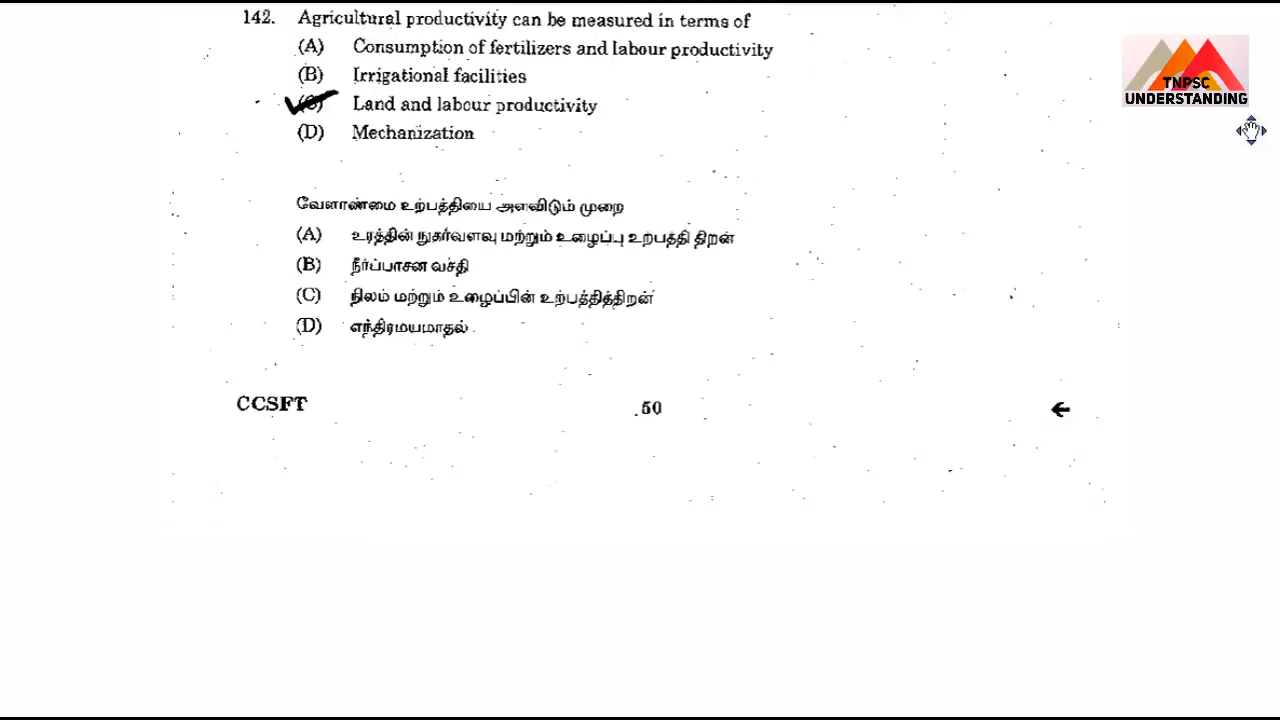 142. Agricultural productivity can be measured in terms of
(A) Consumption of fertilizers and labour productivity
(B) Irrigational facilities
(C) Land and labour productivity
(D) Mechanization
வேளாண்மை உற்பத்தியை அளவிடும் முறை
(A) உரத்தின் நுகர்வளவு மற்றும் உழைப்பு உற்பத்தி திறன்
(B) நீர்ப்பாசன வசதி
(C) நிலம் மற்றும் உழைப்பின் உற்பத்தித்திறன்
(D) எந்திரமயமாதல்
CCSFT 50 ←
TNPSC
UNDERSTANDING